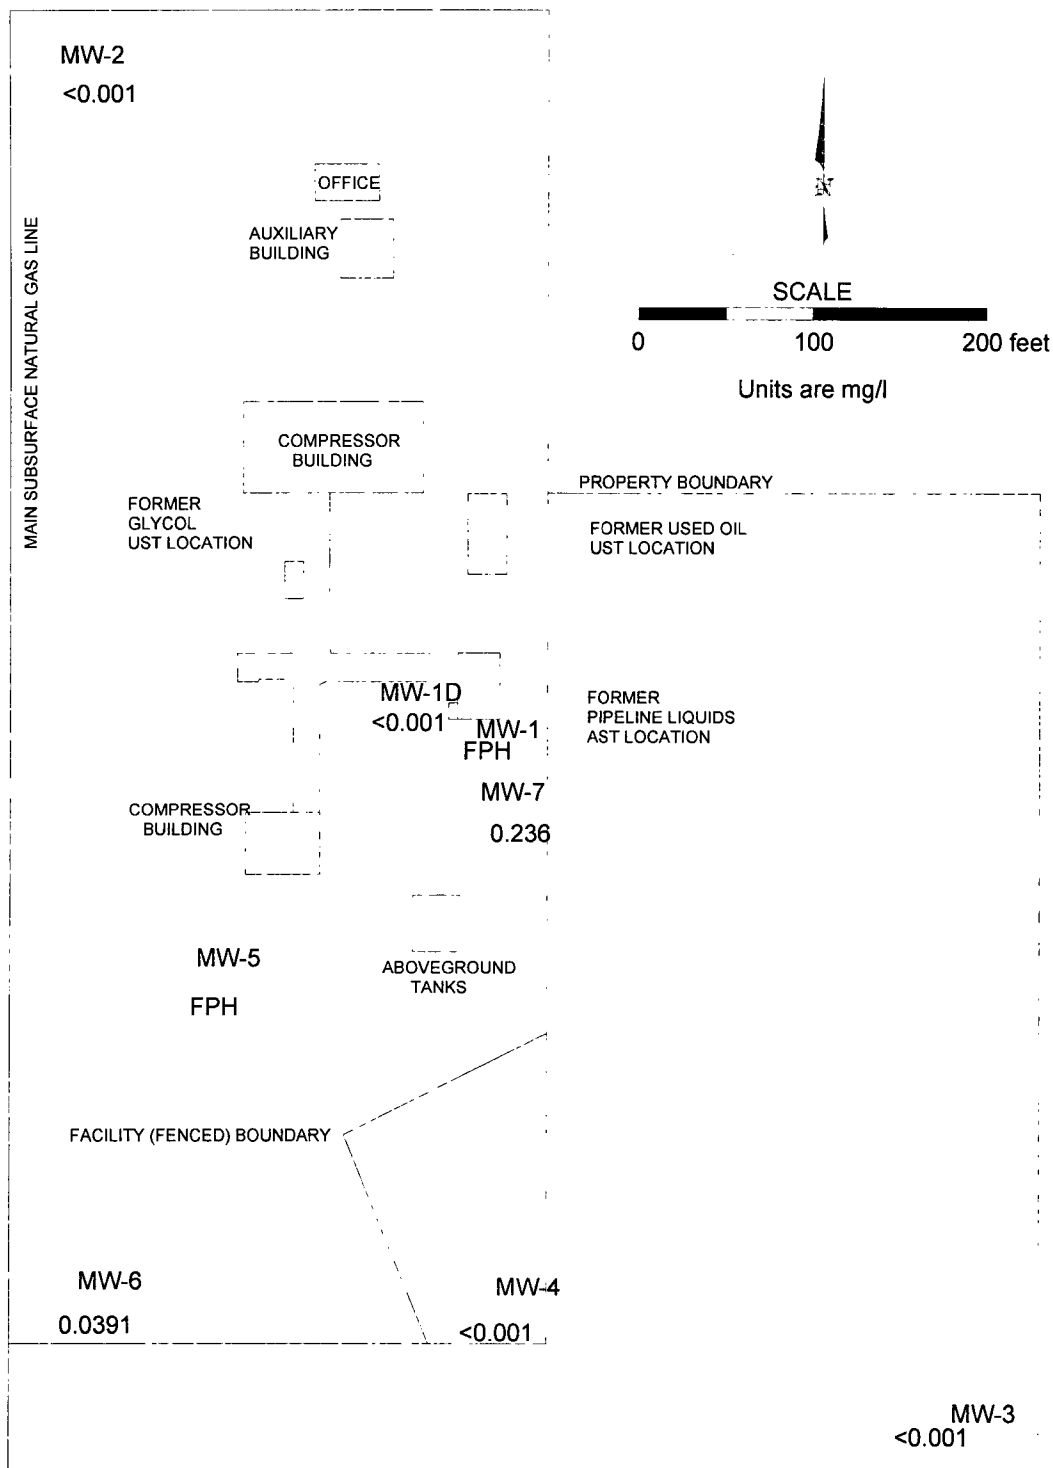 MW-2
<0.001
OFFICE
AUXILIARY
BUILDING
MAIN SUBSURFACE NATURAL GAS LINE
SCALE
0 100 200 feet
Units are mg/l
COMPRESSOR
BUILDING
PROPERTY BOUNDARY
FORMER
GLYCOL
UST LOCATION
FORMER USED OIL
UST LOCATION
MW-1D
<0.001
MW-1
FPH
FORMER
PIPELINE LIQUIDS
AST LOCATION
MW-7
0.236
COMPRESSOR
BUILDING
MW-5
FPH
ABOVEGROUND
TANKS
FACILITY (FENCED) BOUNDARY
MW-6
0.0391
MW-4
<0.001
MW-3
<0.001